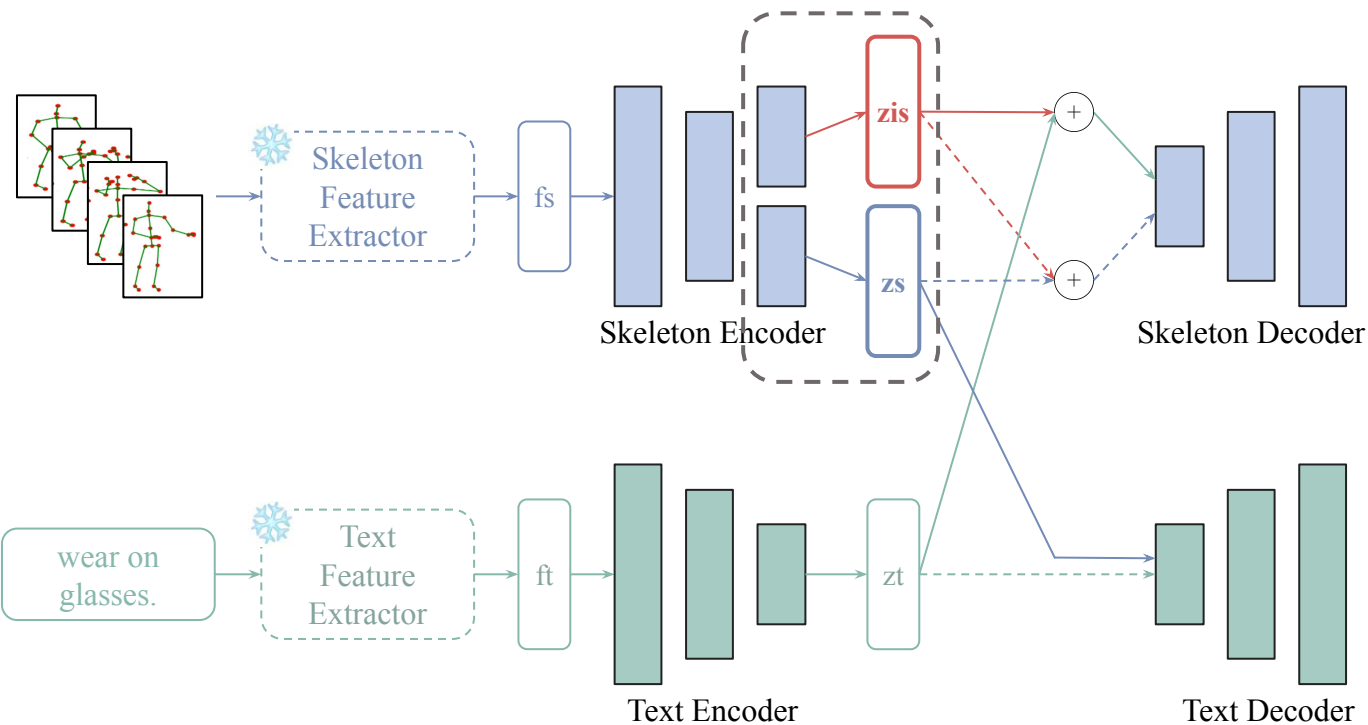 Skeleton
Feature
Extractor
fs
zis
zs
+
+
Skeleton Encoder
Skeleton Decoder
wear on
glasses.
Text
Feature
Extractor
ft
zt
Text Encoder
Text Decoder